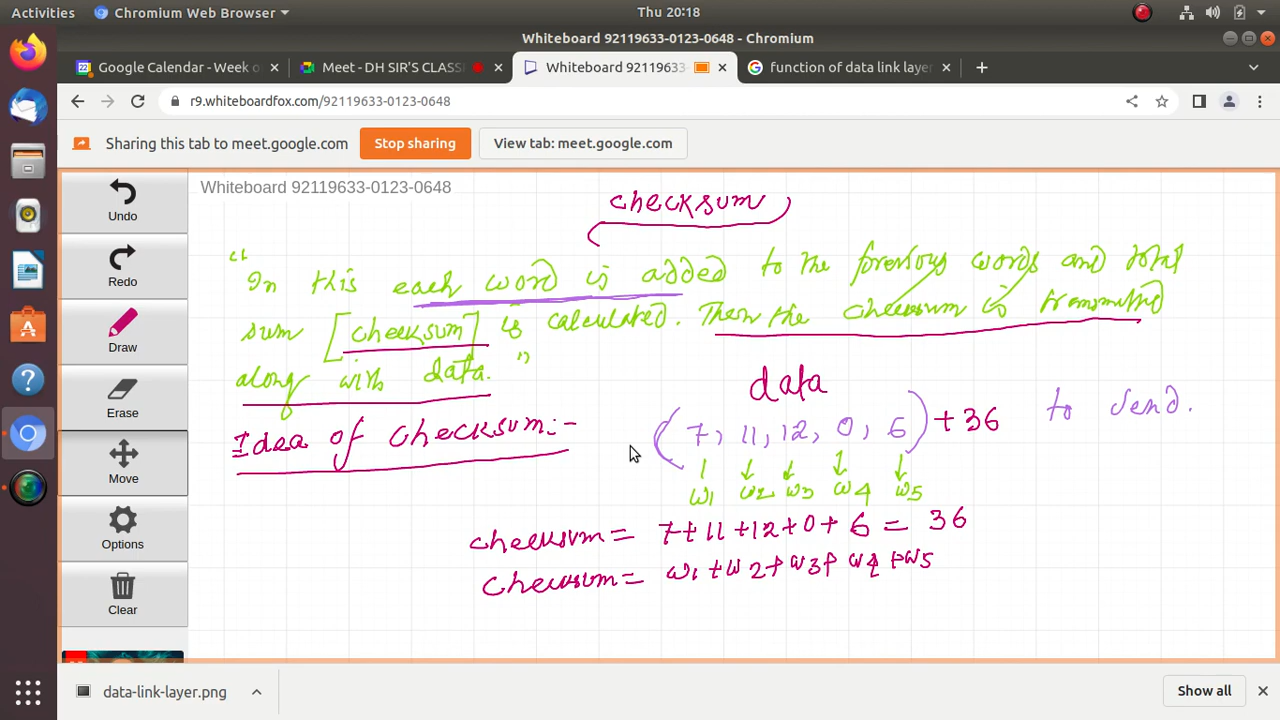 Activities Chromium Web Browser Thu 20:18
Whiteboard 92119633-0123-0648 - Chromium
Google Calendar - Week o Meet - DH SIR'S CLASS Whiteboard 92119633- function of data link laye
r9.whiteboardfox.com/92119633-0123-0648
Sharing this tab to meet.google.com Stop sharing View tab: meet.google.com
Whiteboard 92119633-0123-0648
Undo
Redo
Draw
Erase
Move
Options
Clear
checksum
"In this each word is added to the previous words and total
sum [checksum] is calculated. Then the checksum is transmitted
along with data."
data
Idea of checksum:-
(7, 11, 12, 0, 6) + 36 to send.
w1 w2 w3 w4 w5
checksum = 7+11+12+0+6 = 36
checksum = w1+w2+w3+w4+w5
data-link-layer.png Show all